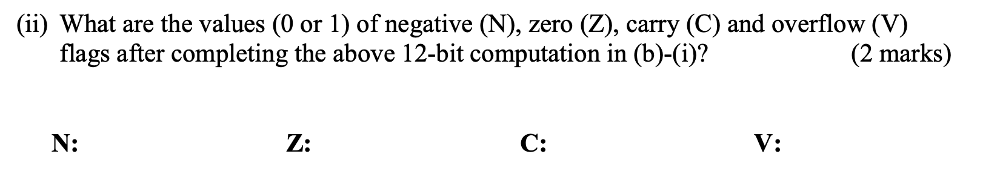 (ii) What are the values (0 or 1) of negative (N), zero (Z), carry (C) and overflow (V)
flags after completing the above 12-bit computation in (b)-(i)? (2 marks)
N: Z: C: V: